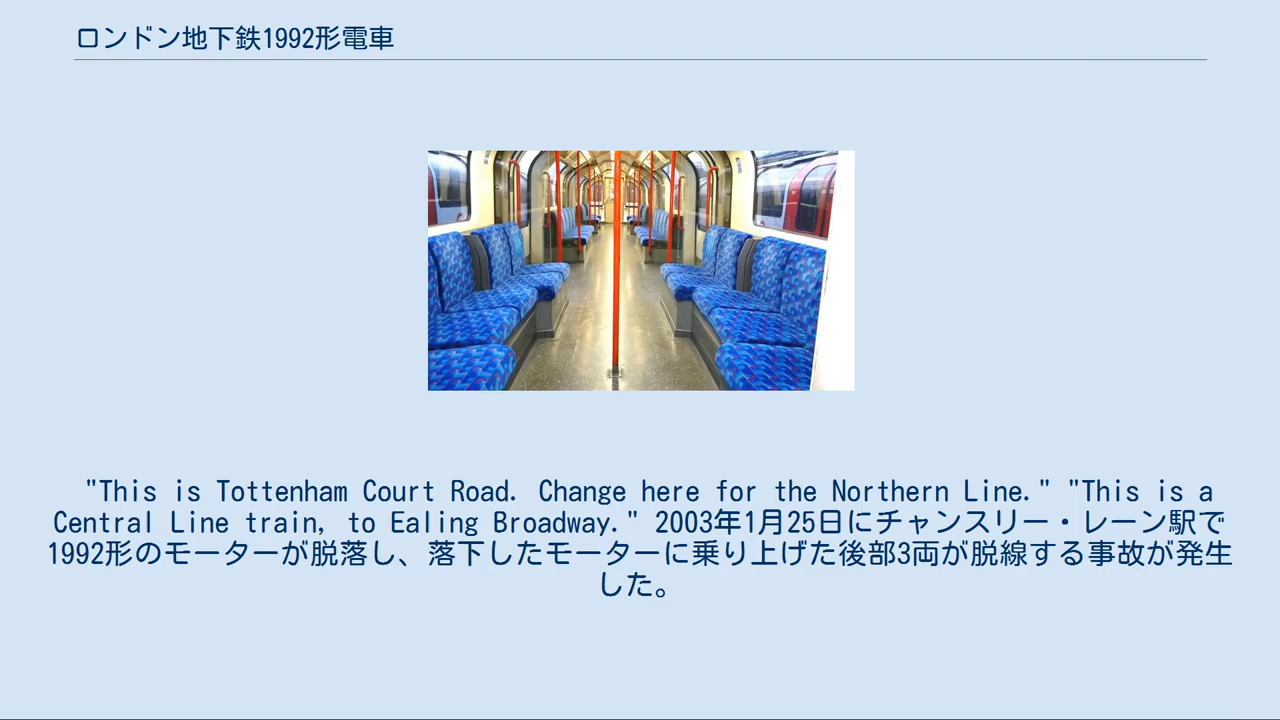 ロンドン地下鉄1992形電車
"This is Tottenham Court Road. Change here for the Northern Line." "This is a
Central Line train, to Ealing Broadway." 2003年1月25日にチャンスリー・レーン駅で
1992形のモーターが脱落し、落下したモーターに乗り上げた後部3両が脱線する事故が発生
した。